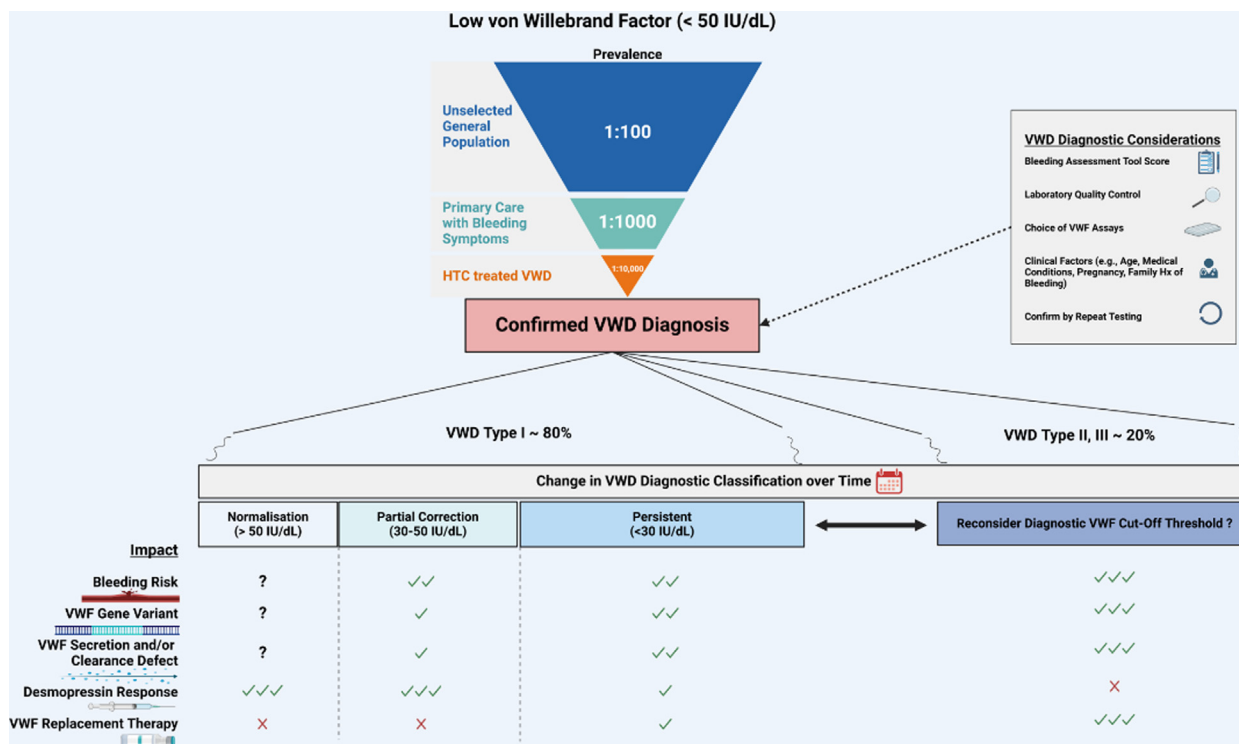 Low von Willebrand Factor (< 50 IU/dL)
Prevalence
Unselected
General
Population
1:100
Primary Care
with Bleeding
Symptoms
1:1000
HTC treated VWD
1:10,000
VWD Diagnostic Considerations
Bleeding Assessment Tool Score
Laboratory Quality Control
Choice of VWF Assays
Clinical Factors (e.g., Age, Medical
Conditions, Pregnancy, Family Hx of
Bleeding)
Confirm by Repeat Testing
Confirmed VWD Diagnosis
VWD Type I ~ 80%
VWD Type II, III ~ 20%
Change in VWD Diagnostic Classification over Time
Normalisation
(> 50 IU/dL)
Partial Correction
(30-50 IU/dL)
Persistent
(<30 IU/dL)
Reconsider Diagnostic VWF Cut-Off Threshold ?
Impact
Bleeding Risk
? ✓✓ ✓✓ ✓✓✓
VWF Gene Variant
? ✓ ✓✓ ✓✓✓
VWF Secretion and/or
Clearance Defect
? ✓ ✓✓ ✓✓✓
Desmopressin Response
✓✓✓ ✓✓✓ ✓ X
VWF Replacement Therapy
X X ✓ ✓✓✓